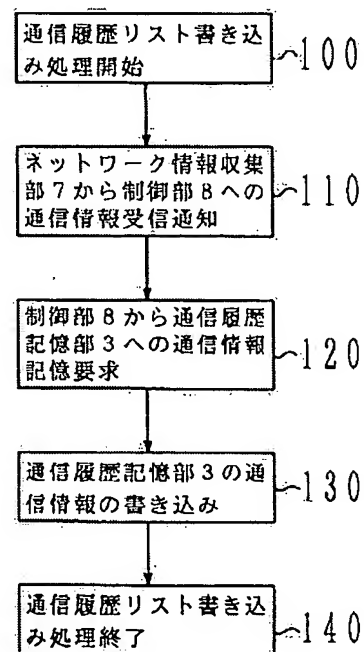 通信履歴リスト書き込
み処理開始
100
ネットワーク情報収集
部7から制御部8への
通信情報受信通知
110
制御部8から通信履歴
記憶部3への通信情報
記憶要求
120
通信履歴記憶部3の通
信情報の書き込み
130
通信履歴リスト書き込
み処理終了
140